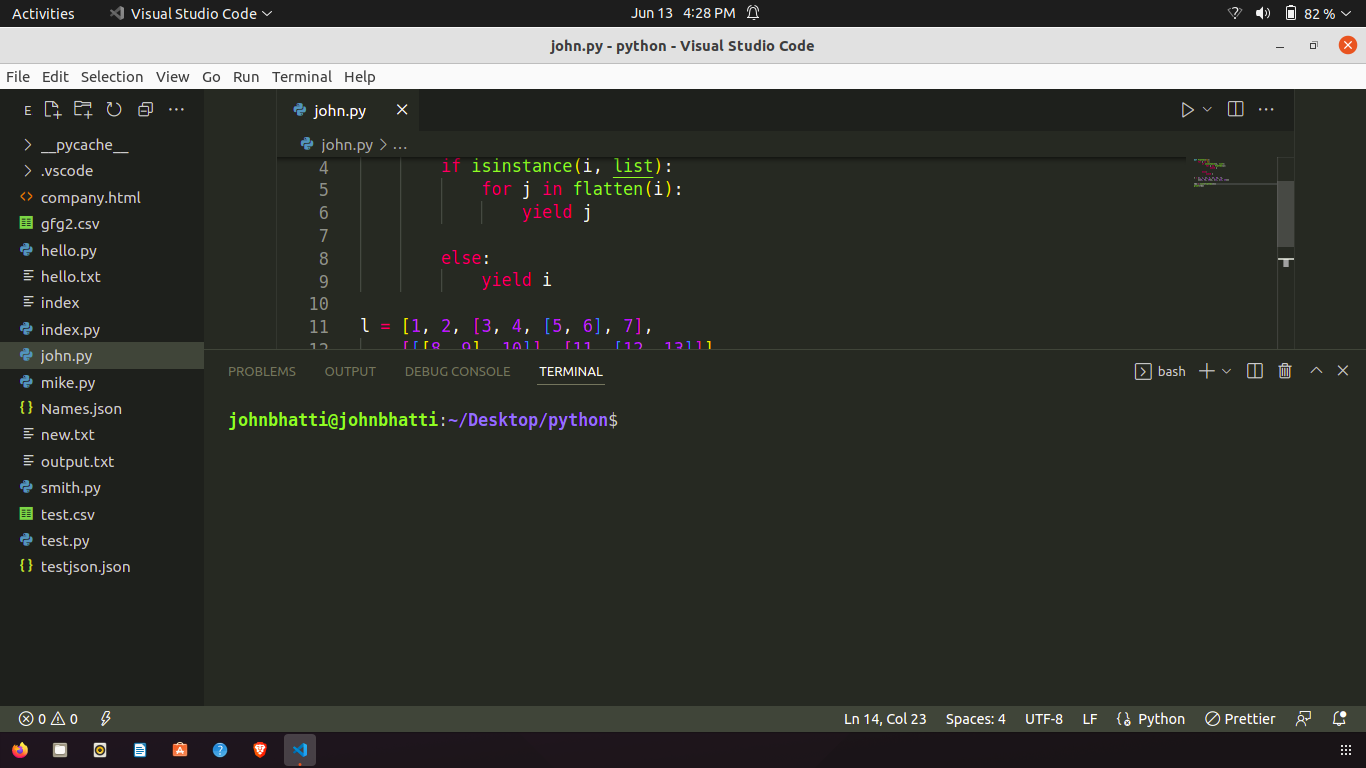 Activities Visual Studio Code Jun 13 4:28 PM 82 %
john.py - python - Visual Studio Code
File Edit Selection View Go Run Terminal Help
E
__pycache__
.vscode
company.html
gfg2.csv
hello.py
hello.txt
index
index.py
john.py
mike.py
Names.json
new.txt
output.txt
smith.py
test.csv
test.py
testjson.json
john.py
john.py > ...
4 if isinstance(i, list):
5 for j in flatten(i):
6 yield j
7
8 else:
9 yield i
10
11 l = [1, 2, [3, 4, [5, 6], 7],
12 [[[8, 9], 10]], [11, [12, 13]]]
PROBLEMS OUTPUT DEBUG CONSOLE TERMINAL bash
johnbhatti@johnbhatti:~/Desktop/python$
0 0 Ln 14, Col 23 Spaces: 4 UTF-8 LF Python Prettier